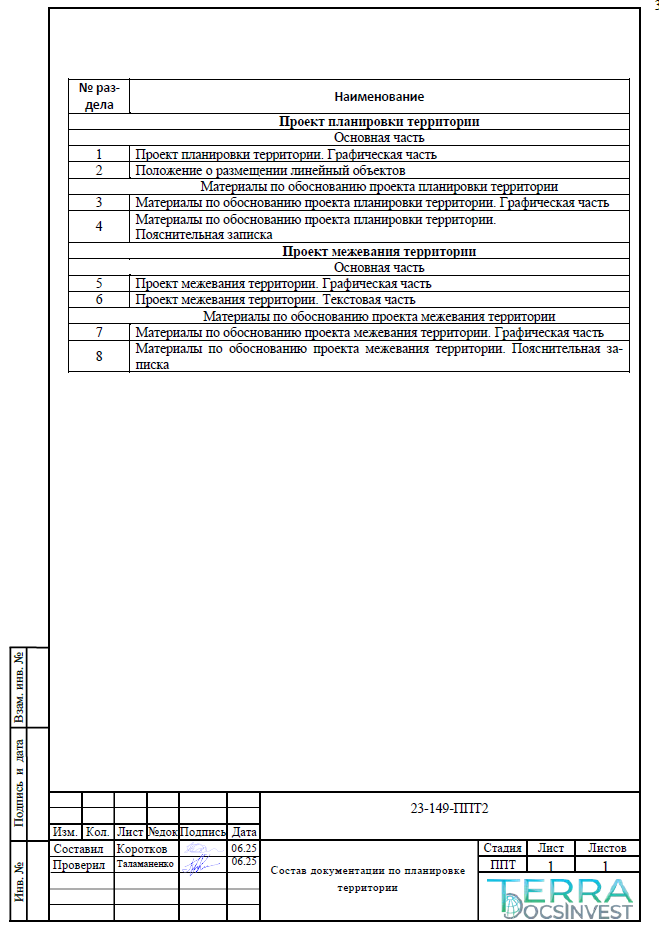 3
№ раз-
дела
Наименование
Проект планировки территории
Основная часть
1 Проект планировки территории. Графическая часть
2 Положение о размещении линейный объектов
Материалы по обоснованию проекта планировки территории
3 Материалы по обоснованию проекта планировки территории. Графическая часть
4 Материалы по обоснованию проекта планировки территории.
Пояснительная записка
Проект межевания территории
Основная часть
5 Проект межевания территории. Графическая часть
6 Проект межевания территории. Текстовая часть
Материалы по обоснованию проекта межевания территории
7 Материалы по обоснованию проекта межевания территории. Графическая часть
8 Материалы по обоснованию проекта межевания территории. Пояснительная за-
писка
Взам. инв. №
Подпись и дата
Инв. №
23-149-ППТ2
Изм. Кол. Лист №док Подпись Дата
Составил Коротков 06.25
Проверил Таламаненко 06.25
Состав документации по планировке
территории
Стадия Лист Листов
ППТ 1 1
TERRA
DOCSINVEST